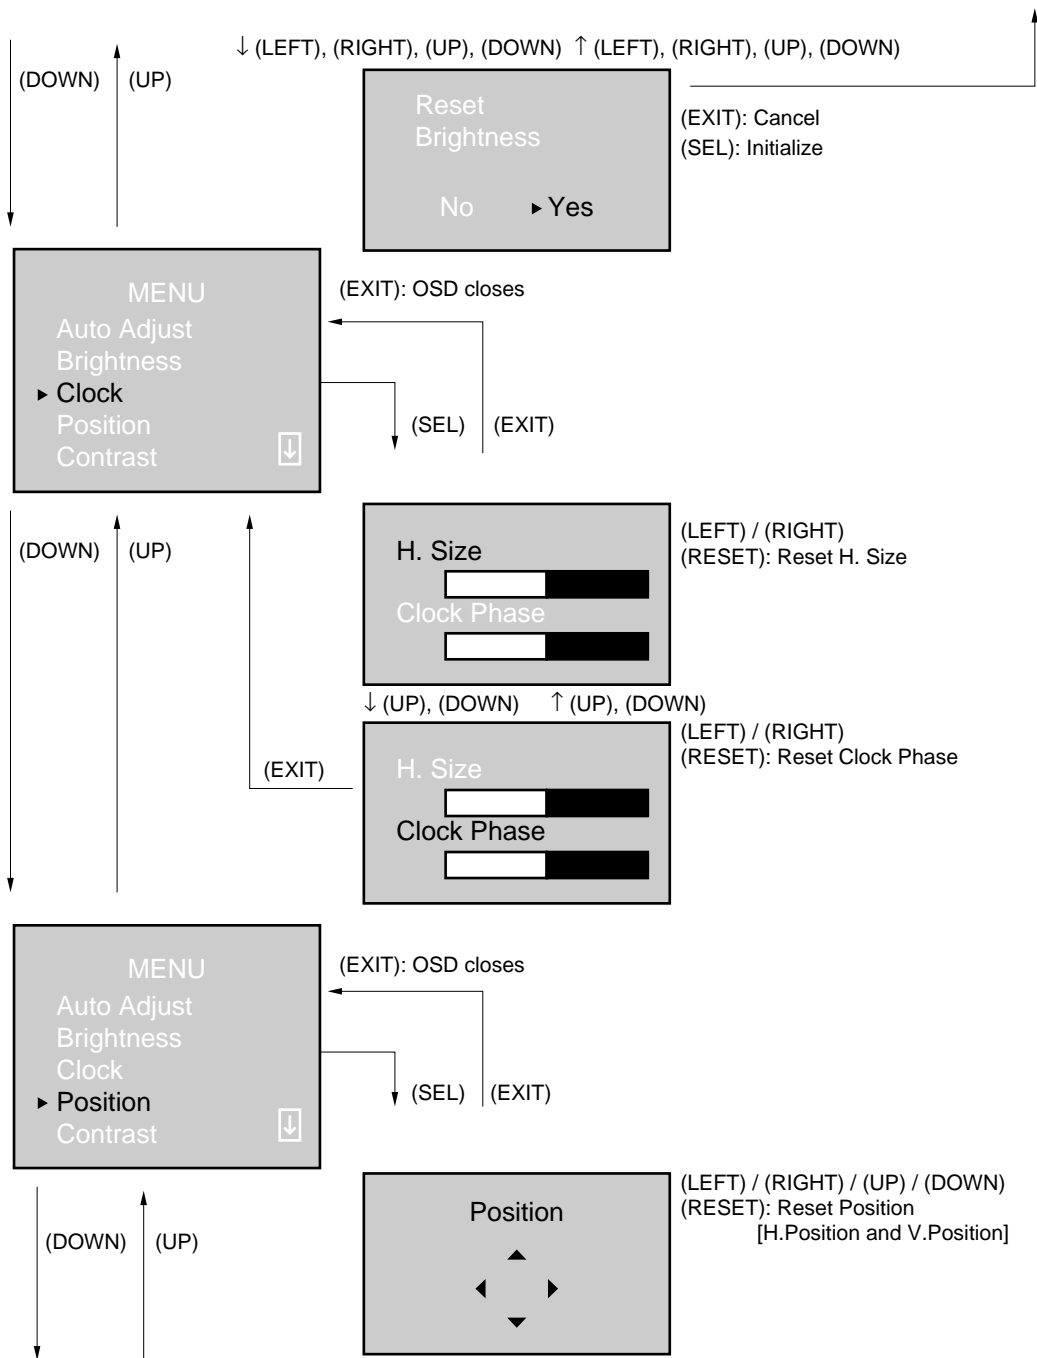 ↓ (LEFT), (RIGHT), (UP), (DOWN) ↑ (LEFT), (RIGHT), (UP), (DOWN)
(DOWN) (UP)
Reset
Brightness
No ▸ Yes
(EXIT): Cancel
(SEL): Initialize
MENU
Auto Adjust
Brightness
▸ Clock
Position
Contrast ↓
(EXIT): OSD closes
(SEL) (EXIT)
(DOWN) (UP)
H. Size
Clock Phase
(LEFT) / (RIGHT)
(RESET): Reset H. Size
↓ (UP), (DOWN) ↑ (UP), (DOWN)
(EXIT)
H. Size
Clock Phase
(LEFT) / (RIGHT)
(RESET): Reset Clock Phase
MENU
Auto Adjust
Brightness
Clock
▸ Position
Contrast ↓
(EXIT): OSD closes
(SEL) (EXIT)
(DOWN) (UP)
Position
(LEFT) / (RIGHT) / (UP) / (DOWN)
(RESET): Reset Position
[H.Position and V.Position]